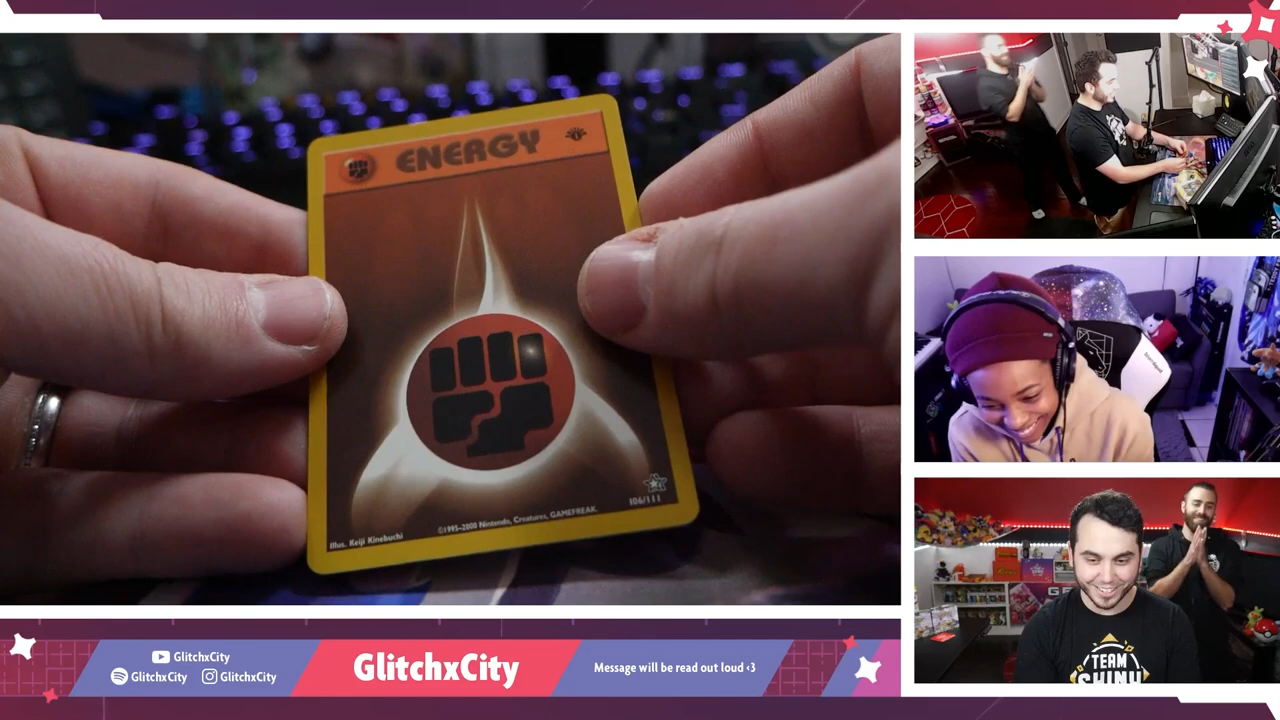 ENERGY
106/111
©1995-2000 Nintendo, Creatures, GAMEFREAK.
Illus. Keiji Kinebuchi
GlitchxCity
GlitchxCity
GlitchxCity
GlitchxCity
Message will be read out loud <3
TEAM
SHINY